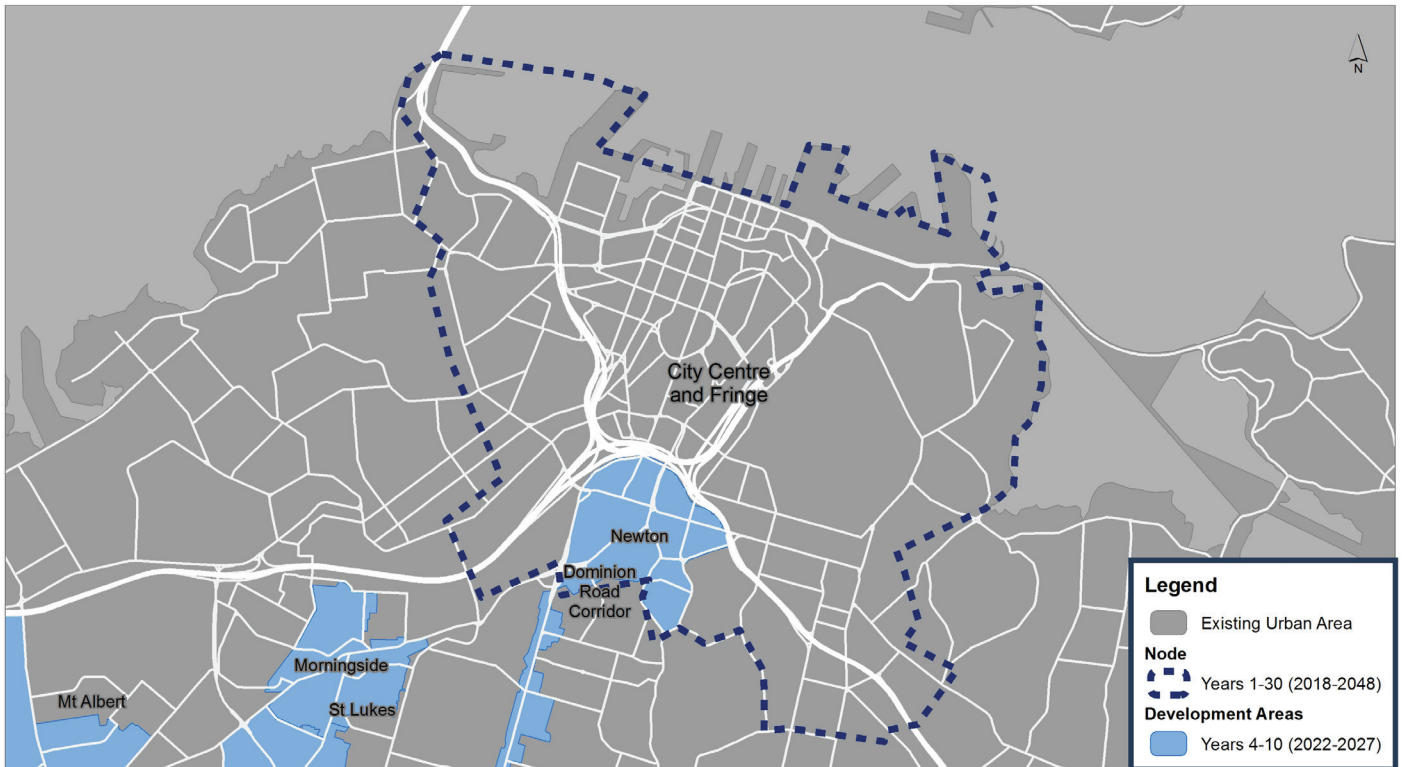 N
City Centre
and Fringe
Newton
Dominion
Road
Corridor
Morningside
Mt Albert
St Lukes
Legend
Existing Urban Area
Node
Years 1-30 (2018-2048)
Development Areas
Years 4-10 (2022-2027)